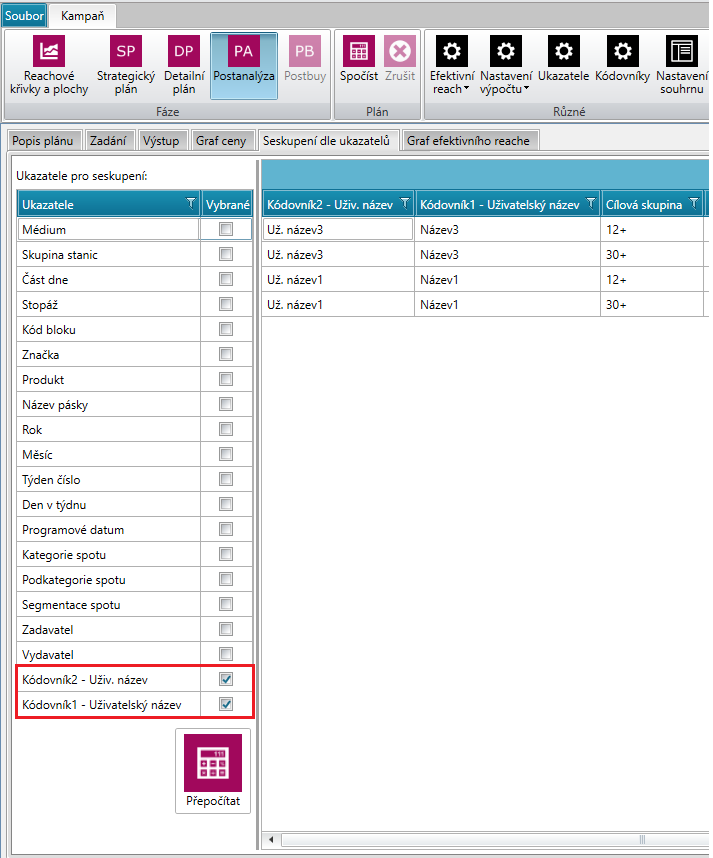 Soubor Kampaň
SP DP PA PB
Reachové křivky a plochy
Strategický plán
Detailní plán
Postanalýza
Postbuy
Spočíst
Zrušit
Efektivní reach
Nastavení výpočtu
Ukazatele
Kódovníky
Nastavení souhrnu
Fáze Plán Různé
Popis plánu Zadání Výstup Graf ceny Seskupení dle ukazatelů Graf efektivního reache
Ukazatele pro seskupení:
Ukazatele Vybrané
Médium
Skupina stanic
Část dne
Stopáž
Kód bloku
Značka
Produkt
Název pásky
Rok
Měsíc
Týden číslo
Den v týdnu
Programové datum
Kategorie spotu
Podkategorie spotu
Segmentace spotu
Zadavatel
Vydavatel
Kódovník2 - Uživ. název
Kódovník1 - Uživatelský název
Přepočítat
Kódovník2 - Uživ. název Kódovník1 - Uživatelský název Cílová skupina
Už. název3 Název3 12+
Už. název3 Název3 30+
Už. název1 Název1 12+
Už. název1 Název1 30+